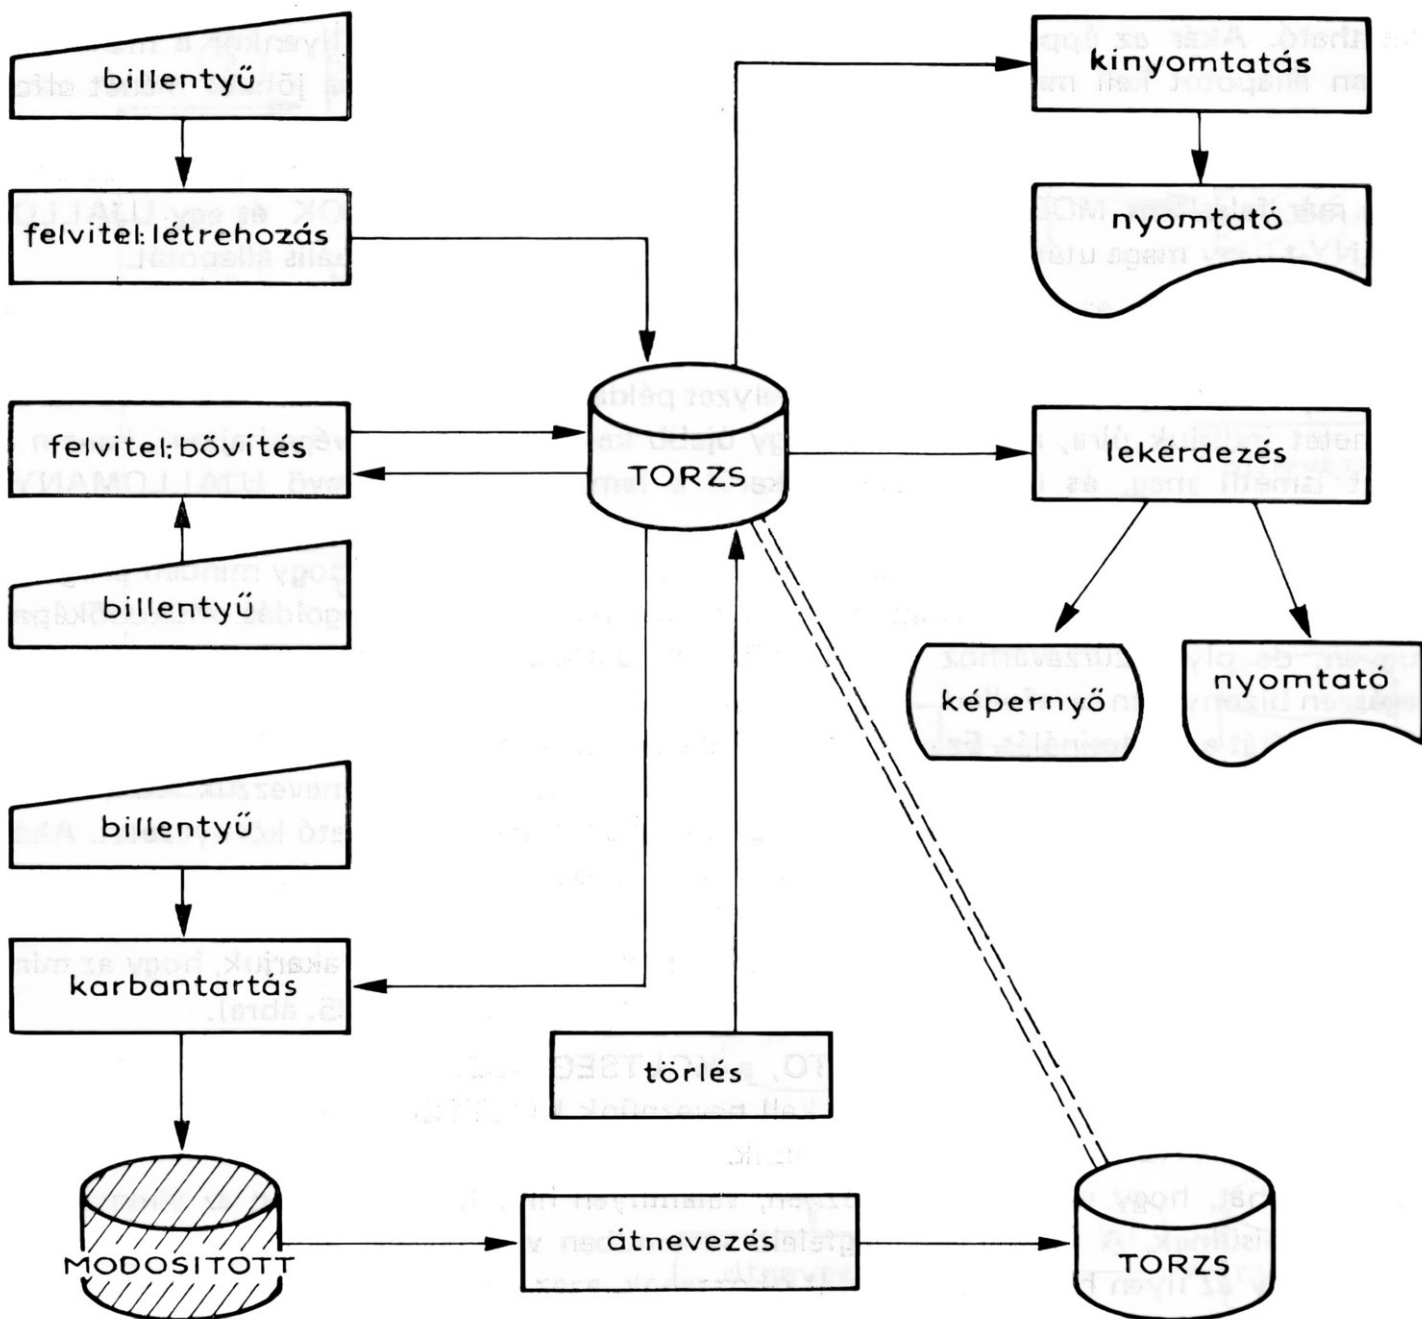 billentyű
felvitel:létrehozás
felvitel:bővítés
billentyű
billentyű
karbantartás
MODOSITOTT
TORZS
törlés
átnevezés
TORZS
kinyomtatás
nyomtató
lekérdezés
képernyő
nyomtató